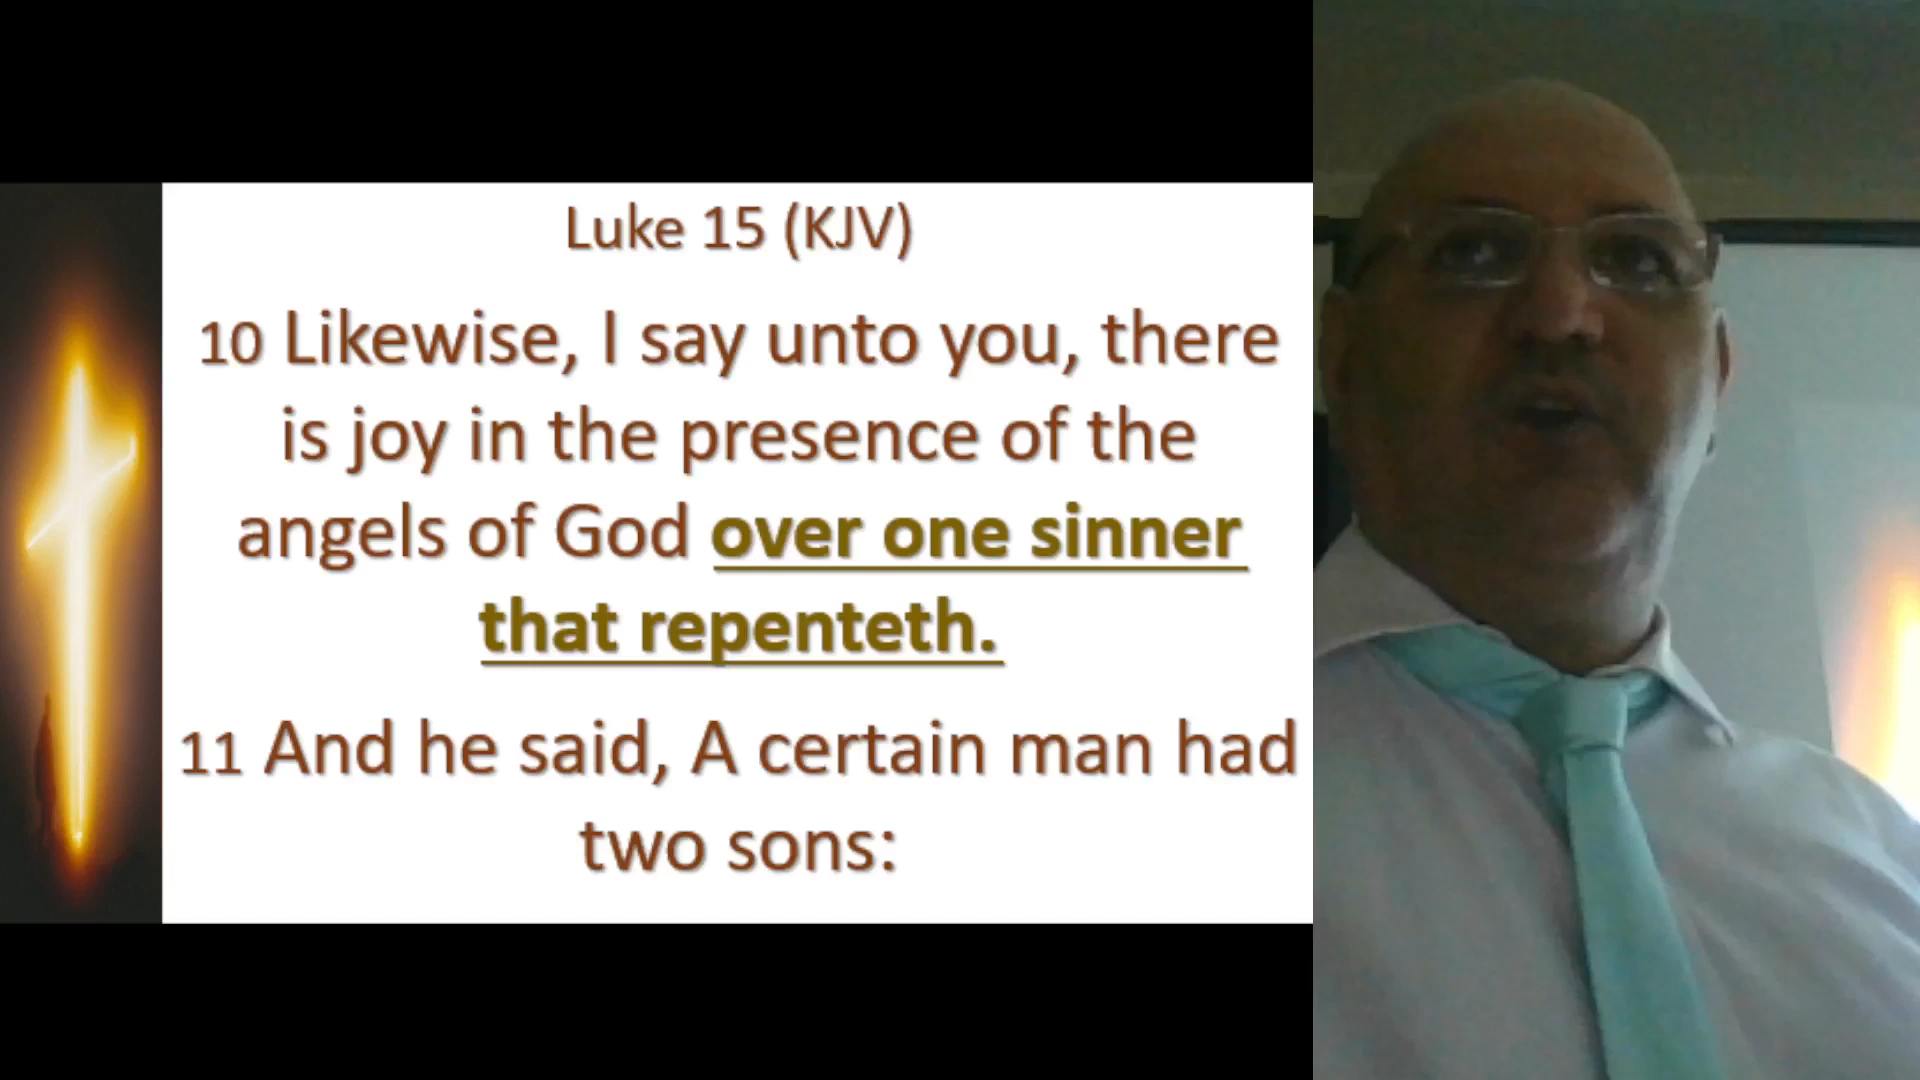 Luke 15 (KJV)
10 Likewise, I say unto you, there
is joy in the presence of the
angels of God over one sinner
that repenteth.
11 And he said, A certain man had
two sons: